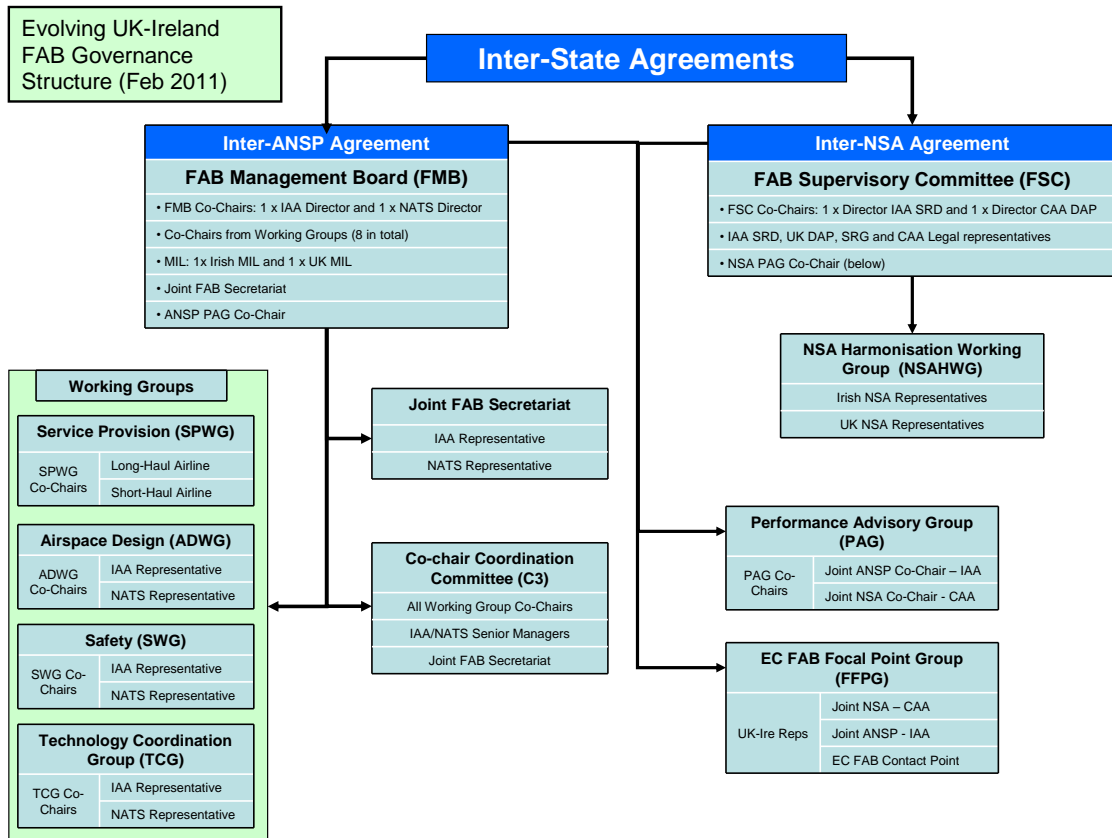 Evolving UK-Ireland
FAB Governance
Structure (Feb 2011)
Inter-State Agreements
Inter-ANSP Agreement
FAB Management Board (FMB)
• FMB Co-Chairs: 1 x IAA Director and 1 x NATS Director
• Co-Chairs from Working Groups (8 in total)
• MIL: 1x Irish MIL and 1 x UK MIL
• Joint FAB Secretariat
• ANSP PAG Co-Chair
Inter-NSA Agreement
FAB Supervisory Committee (FSC)
• FSC Co-Chairs: 1 x Director IAA SRD and 1 x Director CAA DAP
• IAA SRD, UK DAP, SRG and CAA Legal representatives
• NSA PAG Co-Chair (below)
NSA Harmonisation Working
Group (NSAHWG)
Irish NSA Representatives
UK NSA Representatives
Working Groups
Service Provision (SPWG)
SPWG
Co-Chairs
Long-Haul Airline
Short-Haul Airline
Airspace Design (ADWG)
ADWG
Co-Chairs
IAA Representative
NATS Representative
Safety (SWG)
SWG Co-
Chairs
IAA Representative
NATS Representative
Technology Coordination
Group (TCG)
TCG Co-
Chairs
IAA Representative
NATS Representative
Joint FAB Secretariat
IAA Representative
NATS Representative
Co-chair Coordination
Committee (C3)
All Working Group Co-Chairs
IAA/NATS Senior Managers
Joint FAB Secretariat
Performance Advisory Group
(PAG)
PAG Co-
Chairs
Joint ANSP Co-Chair – IAA
Joint NSA Co-Chair - CAA
EC FAB Focal Point Group
(FFPG)
UK-Ire Reps
Joint NSA – CAA
Joint ANSP - IAA
EC FAB Contact Point